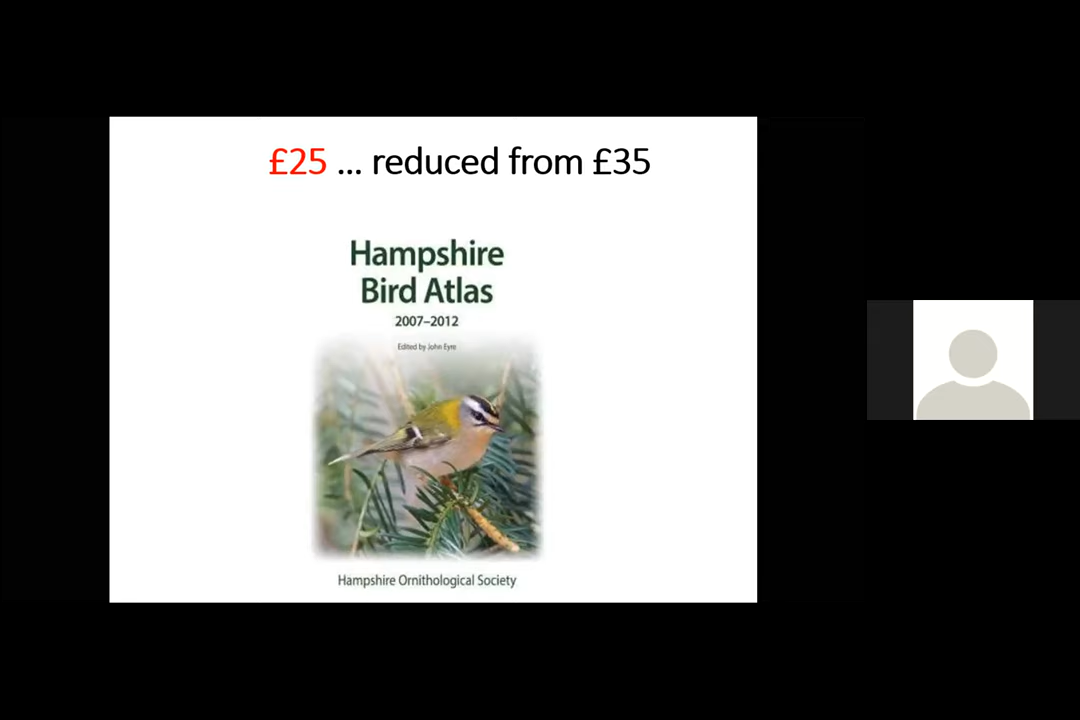 £25 ... reduced from £35
Hampshire
Bird Atlas
2007–2012
Edited by John Eyre
Hampshire Ornithological Society